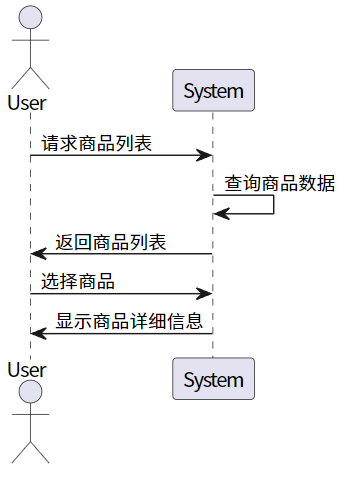 User
System
请求商品列表
查询商品数据
返回商品列表
选择商品
显示商品详细信息
User
System